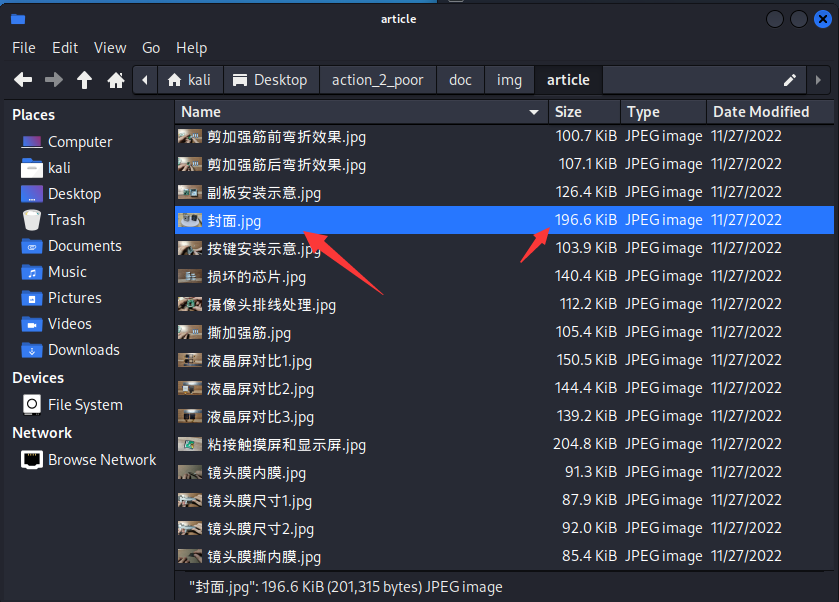 article
File Edit View Go Help
kali Desktop action_2_poor doc img article
Places
Computer
kali
Desktop
Trash
Documents
Music
Pictures
Videos
Downloads
Devices
File System
Network
Browse Network
Name Size Type Date Modified
剪加强筋前弯折效果.jpg 100.7 KiB JPEG image 11/27/2022
剪加强筋后弯折效果.jpg 107.1 KiB JPEG image 11/27/2022
副板安装示意.jpg 126.4 KiB JPEG image 11/27/2022
封面.jpg 196.6 KiB JPEG image 11/27/2022
按键安装示意.jpg 103.9 KiB JPEG image 11/27/2022
损坏的芯片.jpg 140.4 KiB JPEG image 11/27/2022
摄像头排线处理.jpg 112.2 KiB JPEG image 11/27/2022
撕加强筋.jpg 105.4 KiB JPEG image 11/27/2022
液晶屏对比1.jpg 150.5 KiB JPEG image 11/27/2022
液晶屏对比2.jpg 144.4 KiB JPEG image 11/27/2022
液晶屏对比3.jpg 139.2 KiB JPEG image 11/27/2022
粘接触摸屏和显示屏.jpg 204.8 KiB JPEG image 11/27/2022
镜头膜内膜.jpg 91.3 KiB JPEG image 11/27/2022
镜头膜尺寸1.jpg 87.9 KiB JPEG image 11/27/2022
镜头膜尺寸2.jpg 92.0 KiB JPEG image 11/27/2022
镜头膜撕内膜.jpg 85.4 KiB JPEG image 11/27/2022
"封面.jpg": 196.6 KiB (201,315 bytes) JPEG image